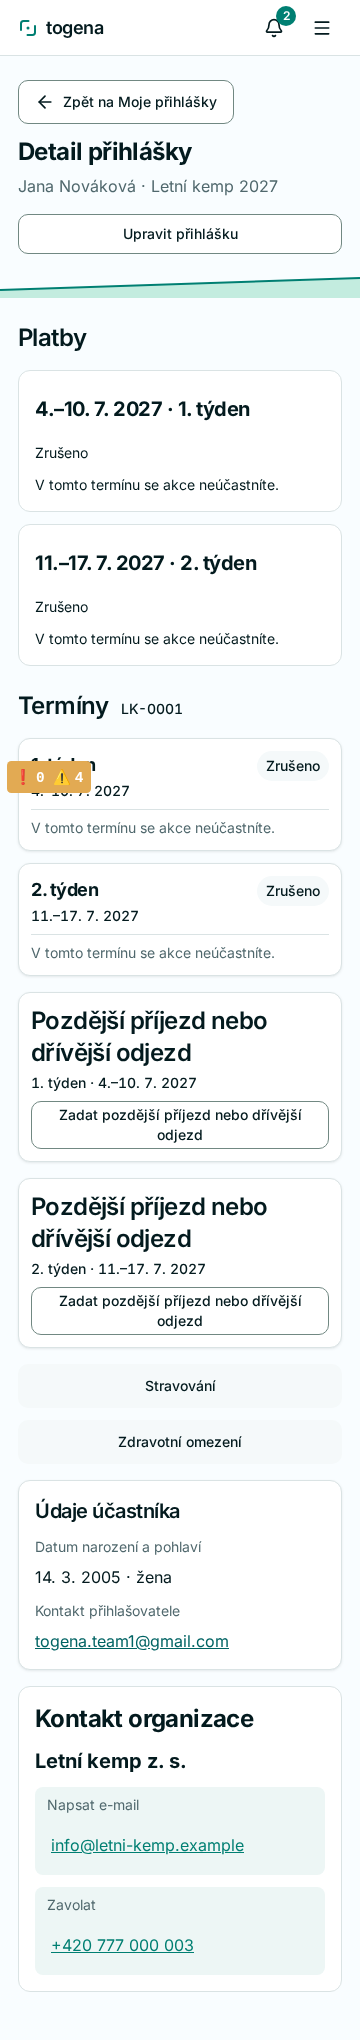 togena
2
Zpět na Moje přihlášky
Detail přihlášky
Jana Nováková · Letní kemp 2027
Upravit přihlášku
Platby
4.–10. 7. 2027 · 1. týden
Zrušeno
V tomto termínu se akce neúčastníte.
11.–17. 7. 2027 · 2. týden
Zrušeno
V tomto termínu se akce neúčastníte.
Termíny LK-0001
Zrušeno
❗ 0 ⚠️ 4
2027
V tomto termínu se akce neúčastníte.
2. týden
Zrušeno
11.–17. 7. 2027
V tomto termínu se akce neúčastníte.
Pozdější příjezd nebo
dřívější odjezd
1. týden · 4.–10. 7. 2027
Zadat pozdější příjezd nebo dřívější
odjezd
Pozdější příjezd nebo
dřívější odjezd
2. týden · 11.–17. 7. 2027
Zadat pozdější příjezd nebo dřívější
odjezd
Stravování
Zdravotní omezení
Údaje účastníka
Datum narození a pohlaví
14. 3. 2005 · žena
Kontakt přihlašovatele
togena.team1@gmail.com
Kontakt organizace
Letní kemp z. s.
Napsat e-mail
info@letni-kemp.example
Zavolat
+420 777 000 003